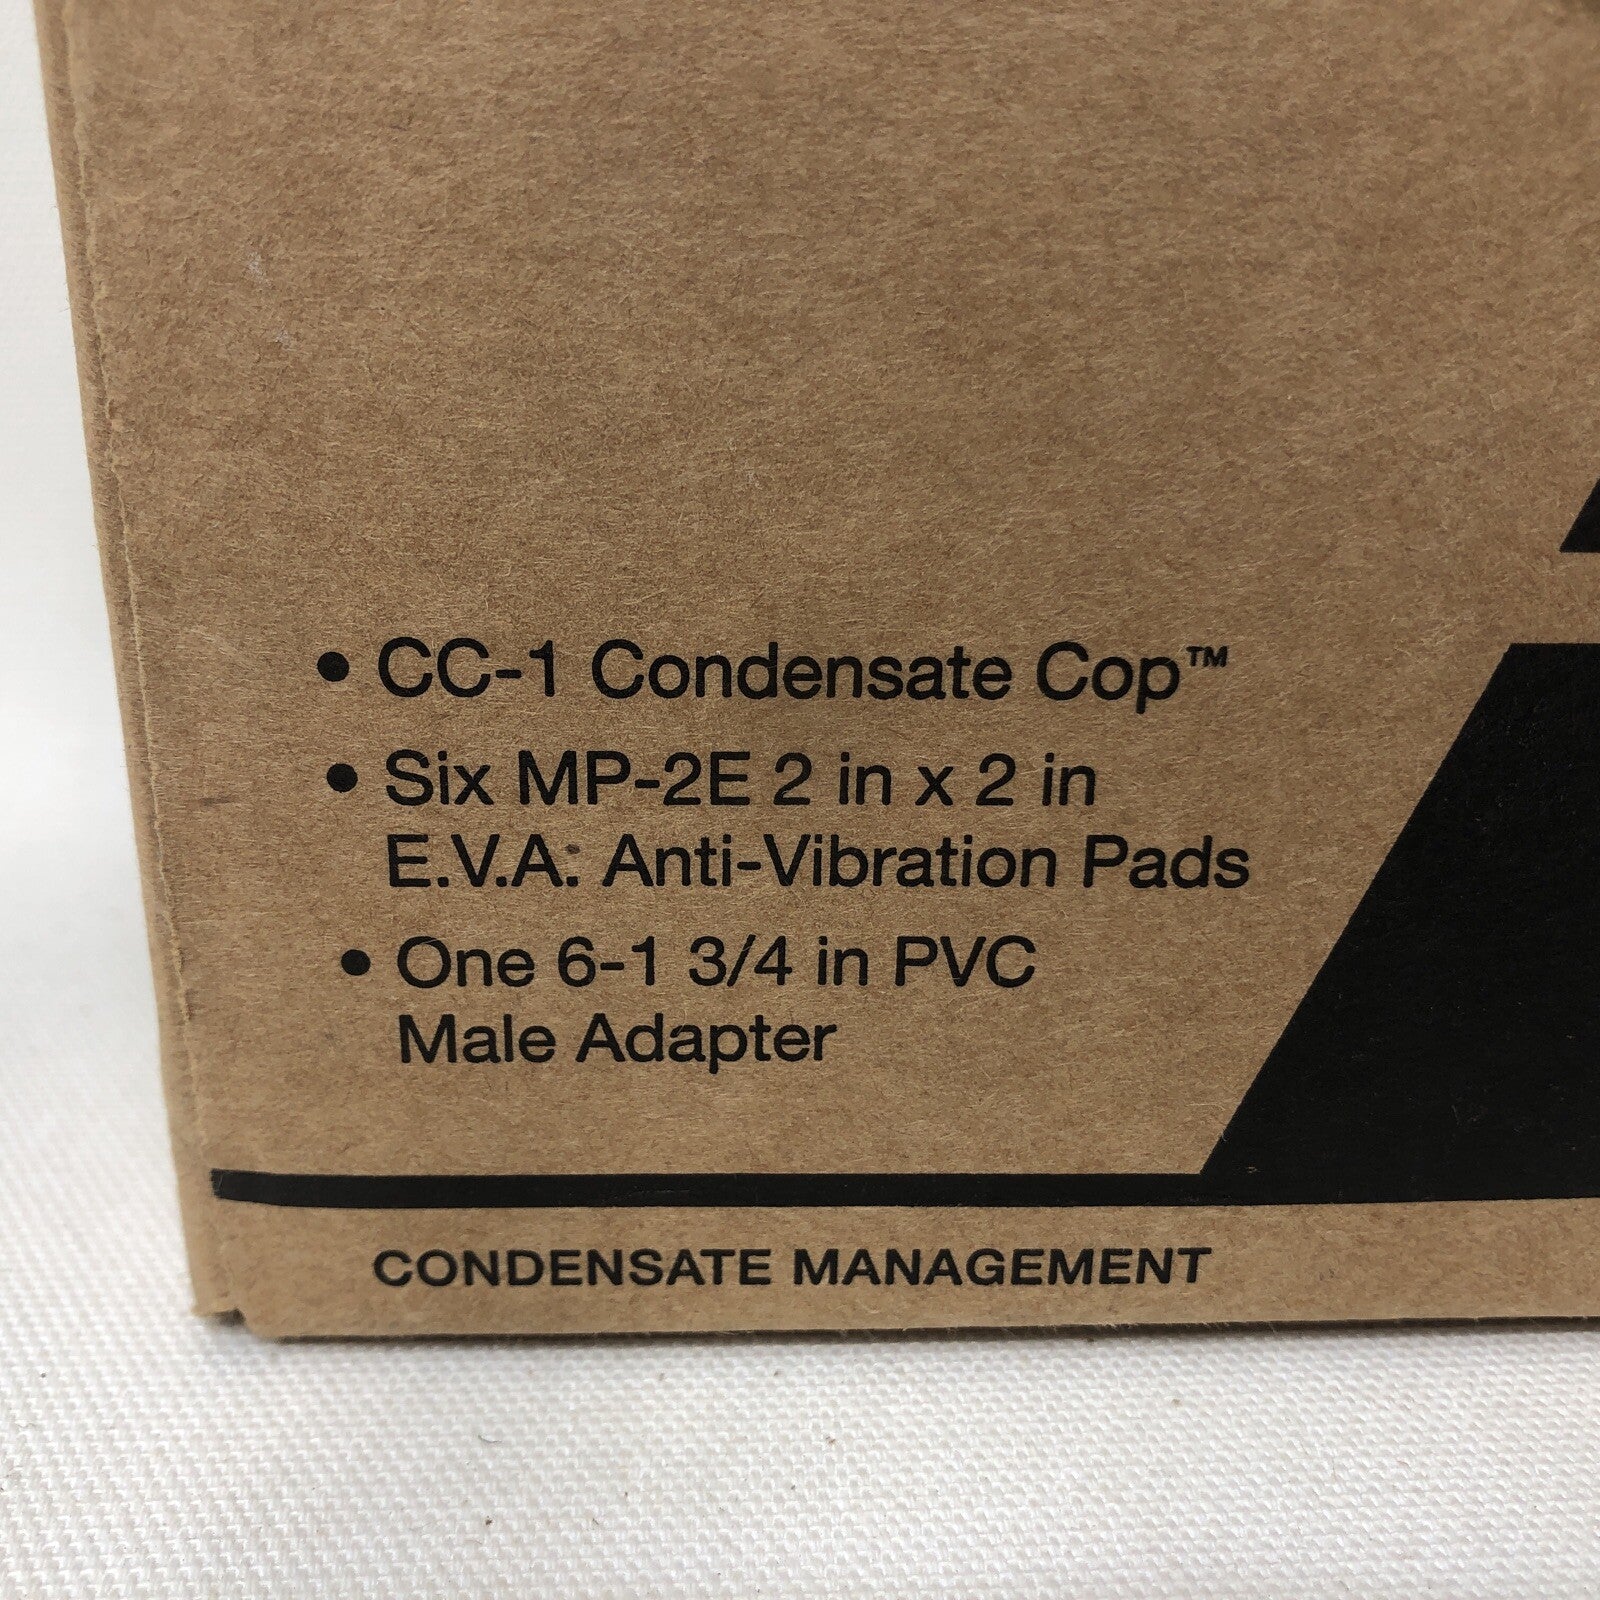 • CC-1 Condensate Cop™
• Six MP-2E 2 in x 2 in
E.V.A. Anti-Vibration Pads
• One 6-1 3/4 in PVC
Male Adapter
CONDENSATE MANAGEMENT